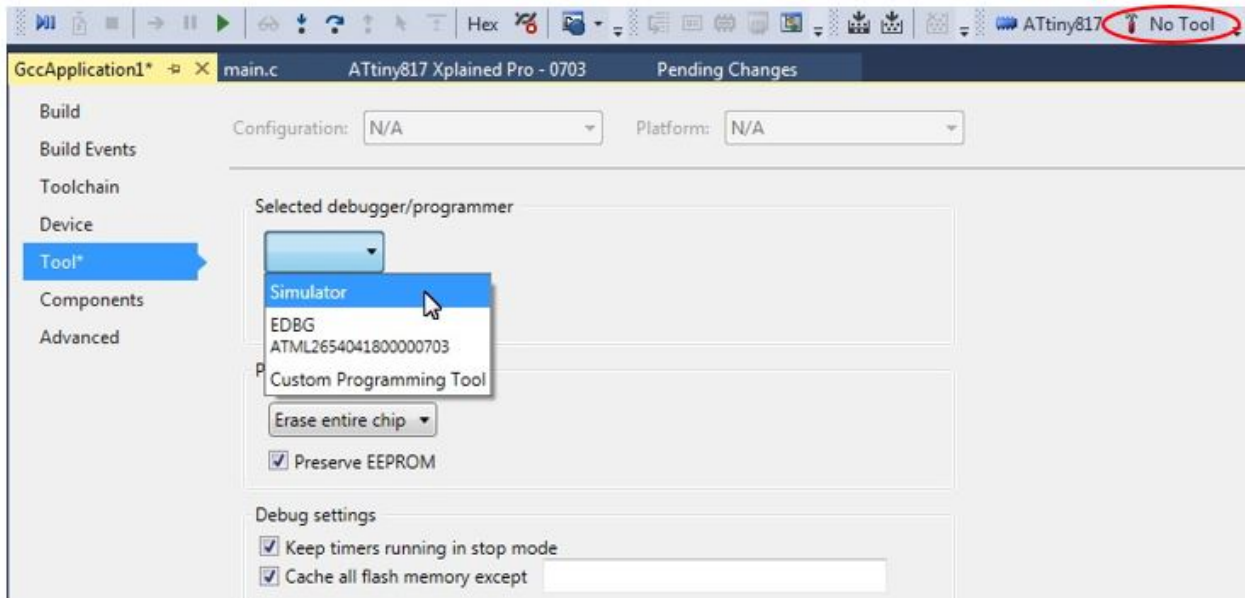 Hex ATtiny817 No Tool
GccApplication1* main.c ATtiny817 Xplained Pro - 0703 Pending Changes
Build
Configuration: N/A Platform: N/A
Build Events
Toolchain
Selected debugger/programmer
Device
Tool*
Simulator
Components
EDBG
Advanced
ATML2654041800000703
P
Custom Programming Tool
Erase entire chip
Preserve EEPROM
Debug settings
Keep timers running in stop mode
Cache all flash memory except